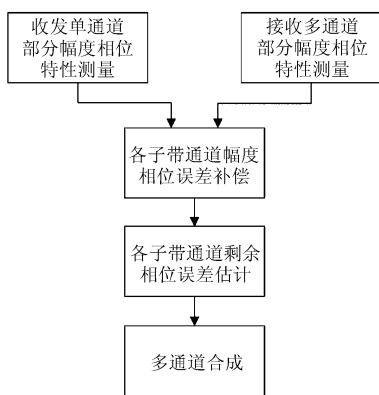 收发单通道
部分幅度相位
特性测量
接收多通道
部分幅度相位
特性测量
各子带通道幅度
相位误差补偿
各子带通道剩余
相位误差估计
多通道合成